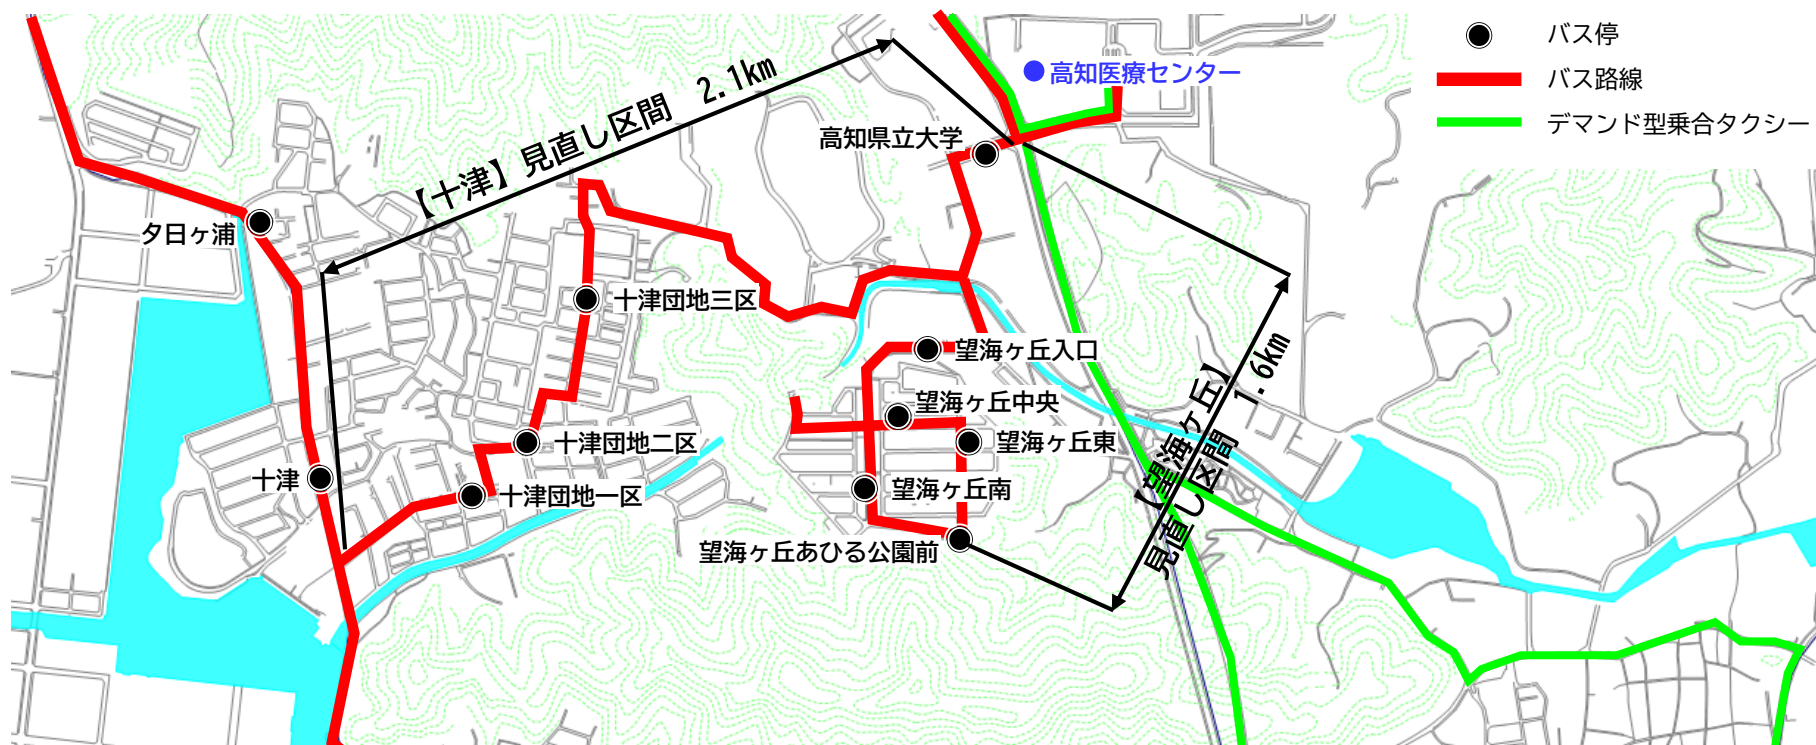 バス停
バス路線
デマンド型乗合タクシー
高知医療センター
【十津】見直し区間 2.1km
高知県立大学
夕日ヶ浦
十津団地三区
望海ヶ丘入口
望海ヶ丘中央
十津団地二区
望海ヶ丘東
十津
十津団地一区
望海ヶ丘南
望海ヶ丘あひる公園前
【望海ケ丘】
見直し区間 1.6km